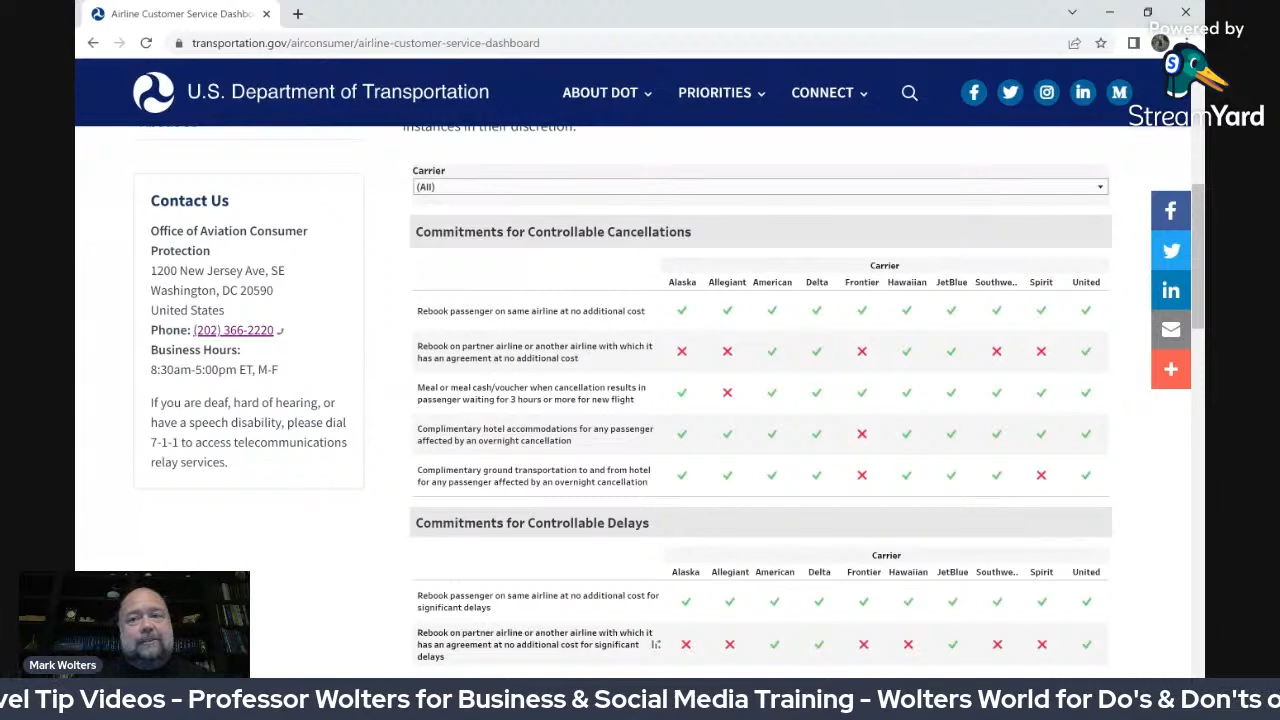 Airline Customer Service Dashbo
transportation.gov/airconsumer/airline-customer-service-dashboard
Powered by
S
StreamYard
U.S. Department of Transportation
ABOUT DOT
PRIORITIES
CONNECT
M
instances in their discretion.
Contact Us
Office of Aviation Consumer
Protection
1200 New Jersey Ave, SE
Washington, DC 20590
United States
Phone: (202) 366-2220
Business Hours:
8:30am-5:00pm ET, M-F
If you are deaf, hard of hearing, or
have a speech disability, please dial
7-1-1 to access telecommunications
relay services.
Carrier
(All)
Commitments for Controllable Cancellations
Carrier
Alaska Allegiant American Delta Frontier Hawaiian JetBlue Southwe.. Spirit United
Rebook passenger on same airline at no additional cost
Rebook on partner airline or another airline with which it
has an agreement at no additional cost
Meal or meal cash/voucher when cancellation results in
passenger waiting for 3 hours or more for new flight
Complimentary hotel accommodations for any passenger
affected by an overnight cancellation
Complimentary ground transportation to and from hotel
for any passenger affected by an overnight cancellation
Commitments for Controllable Delays
Carrier
Alaska Allegiant American Delta Frontier Hawaiian JetBlue Southwe.. Spirit United
Rebook passenger on same airline at no additional cost for
significant delays
Rebook on partner airline or another airline with which it
has an agreement at no additional cost for significant
delays
Mark Wolters
vel Tip Videos - Professor Wolters for Business & Social Media Training - Wolters World for Do's & Don'ts o